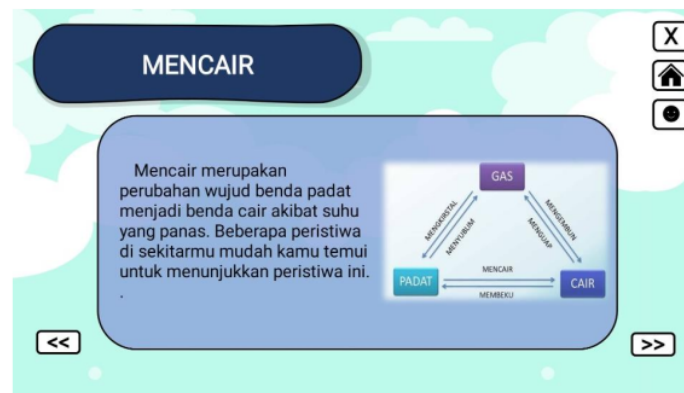 MENCAIR
X
Mencair merupakan
perubahan wujud benda padat
menjadi benda cair akibat suhu
yang panas. Beberapa peristiwa
di sekitarmu mudah kamu temui
untuk menunjukkan peristiwa ini.
.
GAS
MENGKRISTAL
MENYUBLIM
MENGEMBUN
MENGUAP
PADAT
MENCAIR
MEMBEKU
CAIR
<<
>>